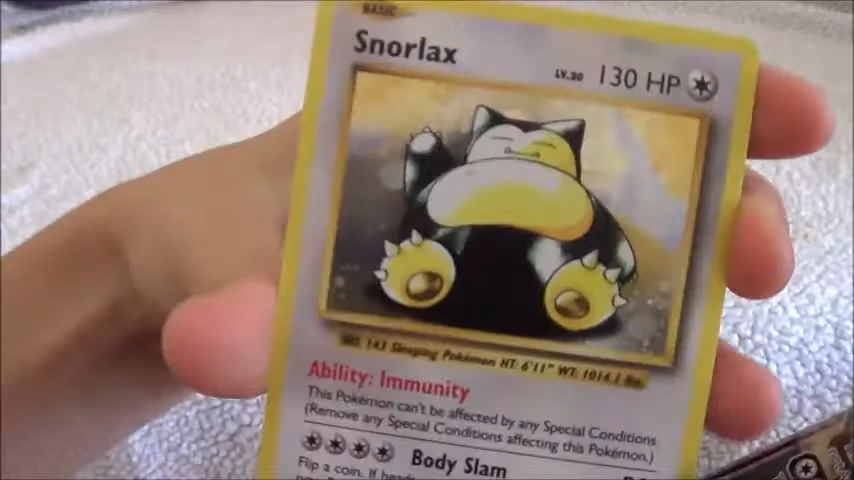 BASIC
Snorlax
LV.20 130 HP
NO. 143 Sleeping Pokémon HT: 6'11" WT: 1014.1 lbs.
Ability: Immunity
This Pokémon can't be affected by any Special Conditions.
(Remove any Special Conditions affecting this Pokémon.)
Body Slam
Flip a coin. If heads